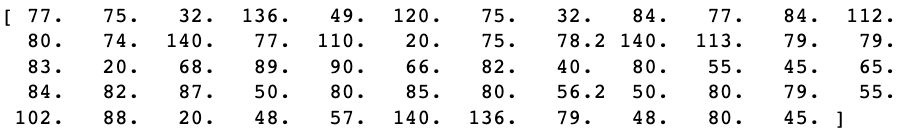 [ 77. 75. 32. 136. 49. 120. 75. 32. 84. 77. 84. 112.
80. 74. 140. 77. 110. 20. 75. 78.2 140. 113. 79. 79.
83. 20. 68. 89. 90. 66. 82. 40. 80. 55. 45. 65.
84. 82. 87. 50. 80. 85. 80. 56.2 50. 80. 79. 55.
102. 88. 20. 48. 57. 140. 136. 79. 48. 80. 45. ]